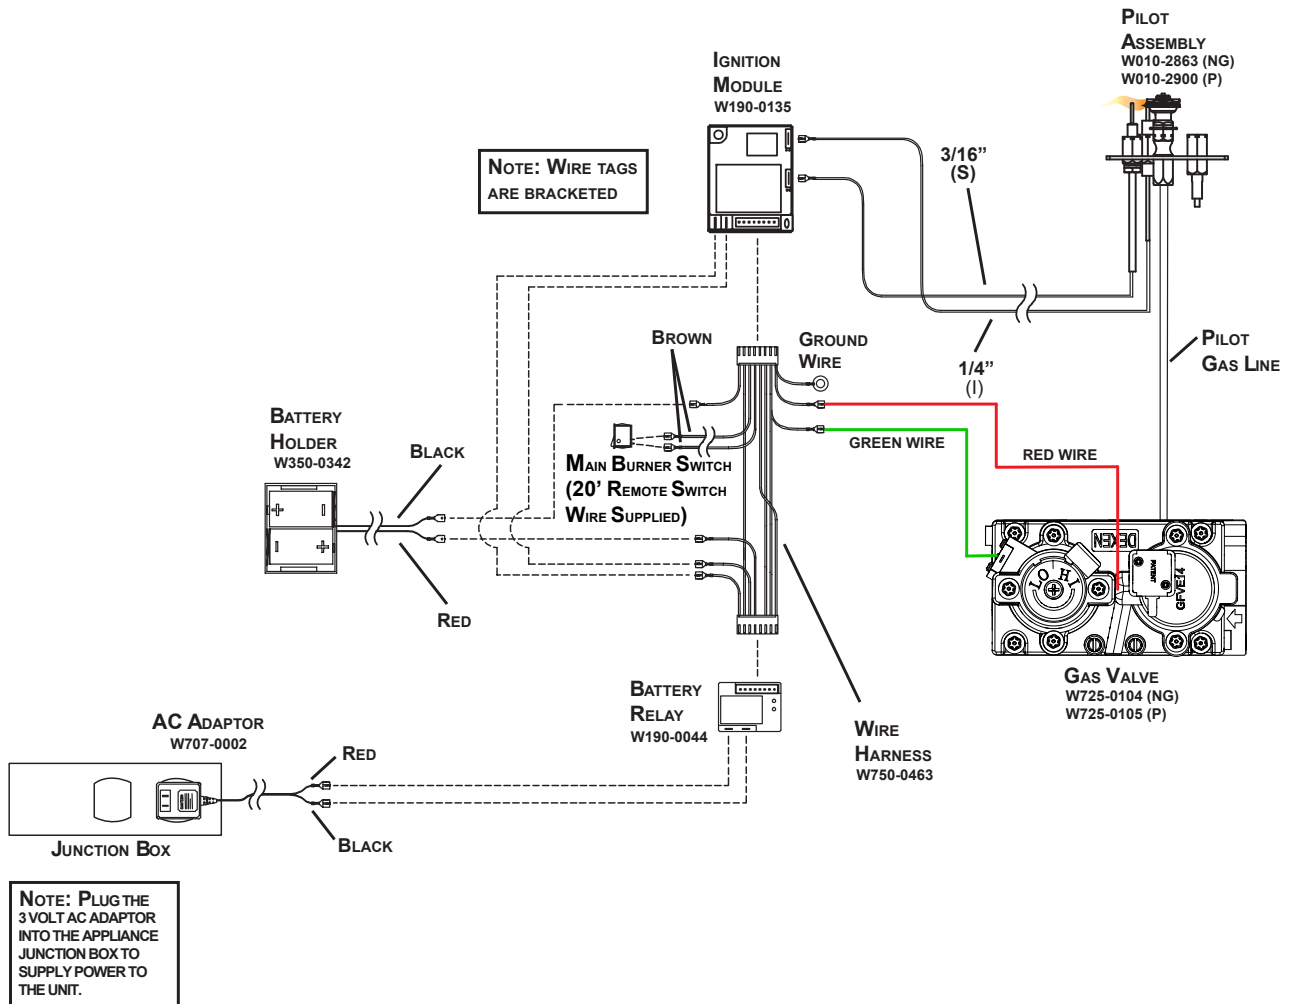 PILOT
ASSEMBLY
W010-2863 (NG)
W010-2900 (P)
IGNITION
MODULE
W190-0135
NOTE: WIRE TAGS
ARE BRACKETED
3/16”
(S)
BROWN
GROUND
WIRE
1/4”
(I)
PILOT
GAS LINE
BATTERY
HOLDER
W350-0342
BLACK
GREEN WIRE
RED WIRE
MAIN BURNER SWITCH
(20’ REMOTE SWITCH
WIRE SUPPLIED)
+ -
- +
RED
DEXEN
LO HI
PATENT
GFVE14
GAS VALVE
W725-0104 (NG)
W725-0105 (P)
BATTERY
RELAY
W190-0044
WIRE
HARNESS
W750-0463
AC ADAPTOR
W707-0002
RED
BLACK
JUNCTION BOX
NOTE: PLUG THE
3 VOLT AC ADAPTOR
INTO THE APPLIANCE
JUNCTION BOX TO
SUPPLY POWER TO
THE UNIT.